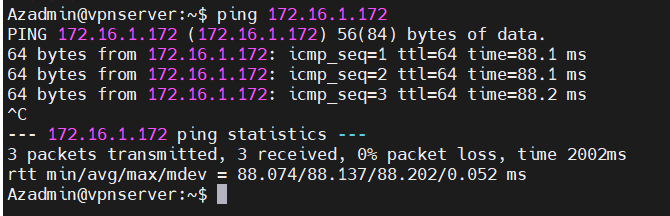 Azadmin@vpnserver:~$ ping 172.16.1.172
PING 172.16.1.172 (172.16.1.172) 56(84) bytes of data.
64 bytes from 172.16.1.172: icmp_seq=1 ttl=64 time=88.1 ms
64 bytes from 172.16.1.172: icmp_seq=2 ttl=64 time=88.1 ms
64 bytes from 172.16.1.172: icmp_seq=3 ttl=64 time=88.2 ms
^C
--- 172.16.1.172 ping statistics ---
3 packets transmitted, 3 received, 0% packet loss, time 2002ms
rtt min/avg/max/mdev = 88.074/88.137/88.202/0.052 ms
Azadmin@vpnserver:~$